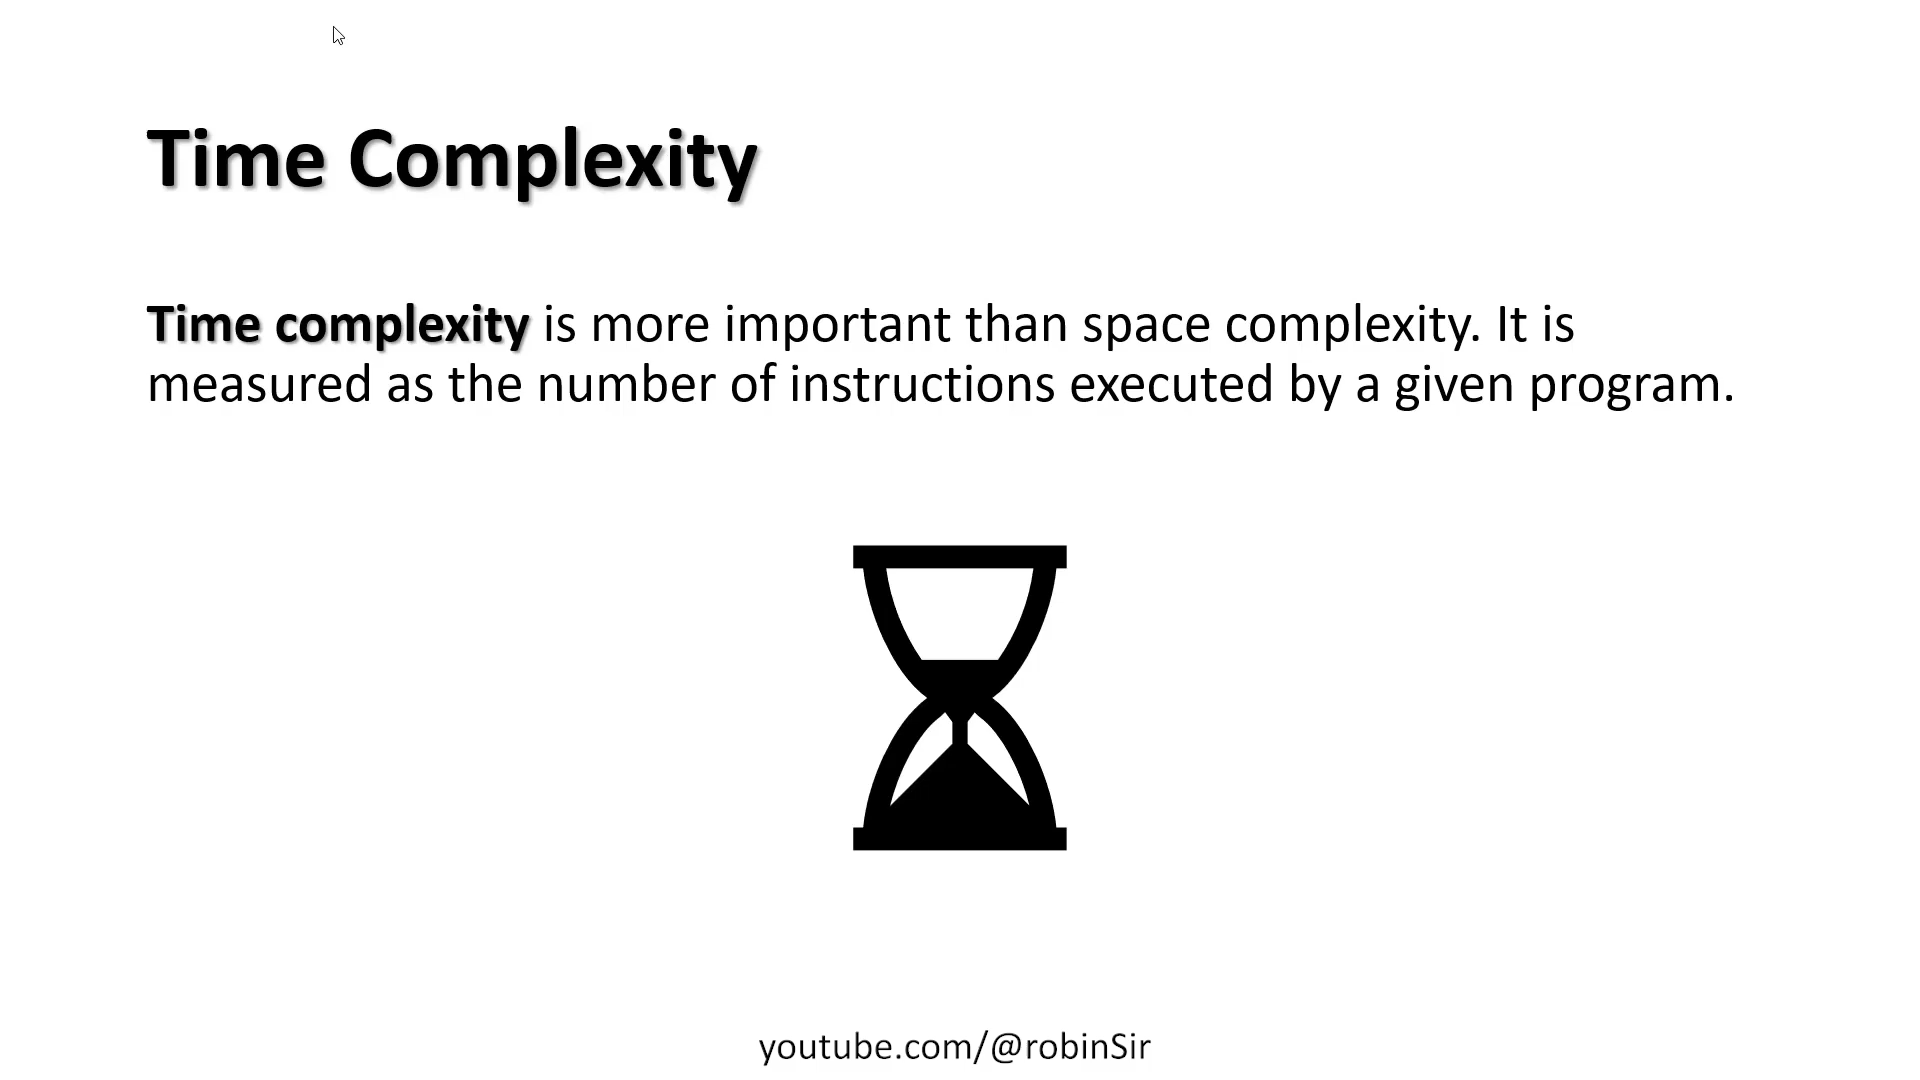 Time Complexity
Time complexity is more important than space complexity. It is
measured as the number of instructions executed by a given program.
youtube.com/@robinSir